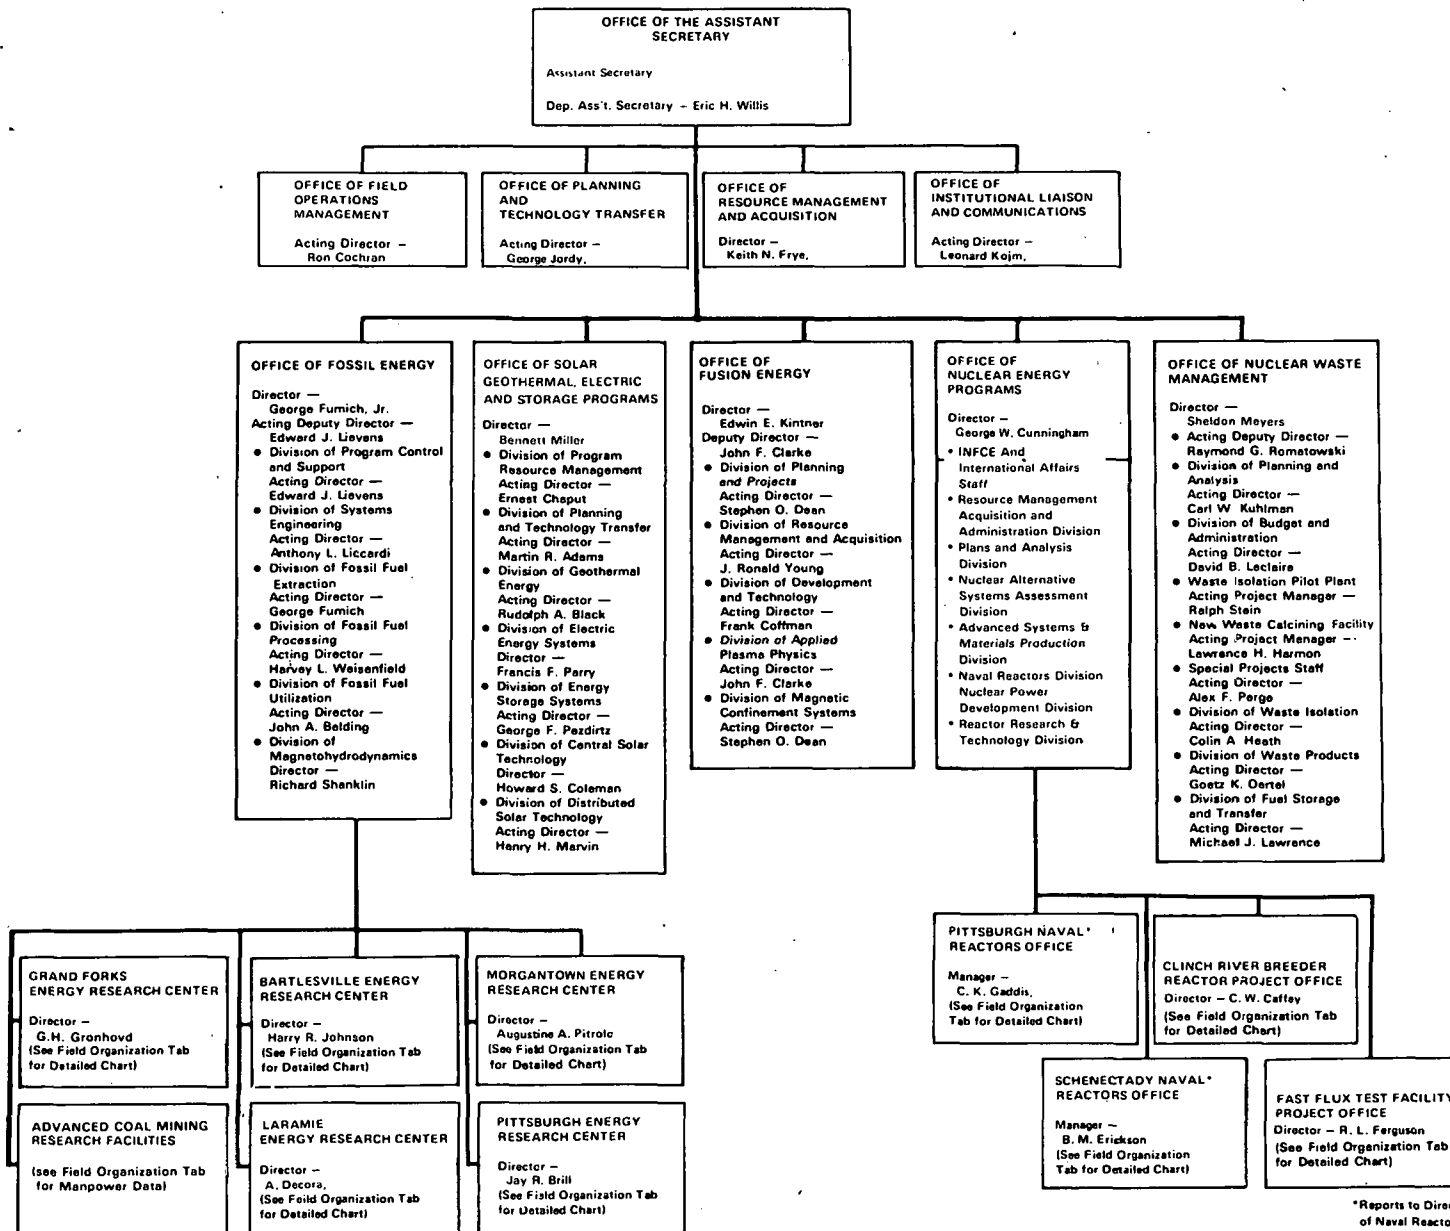 OFFICE OF THE ASSISTANT
SECRETARY
Assistant Secretary
Dep. Ass't. Secretary – Eric H. Willis
OFFICE OF FIELD
OPERATIONS
MANAGEMENT
Acting Director –
Ron Cochran
OFFICE OF PLANNING
AND
TECHNOLOGY TRANSFER
Acting Director –
George Jordy,
OFFICE OF
RESOURCE MANAGEMENT
AND ACQUISITION
Director –
Keith N. Frye,
OFFICE OF
INSTITUTIONAL LIAISON
AND COMMUNICATIONS
Acting Director –
Leonard Kojm,
OFFICE OF FOSSIL ENERGY
Director —
George Fumich, Jr.
Acting Deputy Director —
Edward J. Lievens
● Division of Program Control
and Support
Acting Director —
Edward J. Lievens
● Division of Systems
Engineering
Acting Director —
Anthony L. Liccardi
● Division of Fossil Fuel
Extraction
Acting Director —
George Fumich
● Division of Fossil Fuel
Processing
Acting Director —
Harvey L. Weisenfield
● Division of Fossil Fuel
Utilization
Acting Director —
John A. Belding
● Division of
Magnetohydrodynamics
Director —
Richard Shanklin
OFFICE OF SOLAR
GEOTHERMAL, ELECTRIC
AND STORAGE PROGRAMS
Director —
Bennett Miller
● Division of Program
Resource Management
Acting Director —
Ernest Chaput
● Division of Planning
and Technology Transfer
Acting Director —
Martin R. Adams
● Division of Geothermal
Energy
Acting Director —
Rudolph A. Black
● Division of Electric
Energy Systems
Director —
Francis F. Parry
● Division of Energy
Storage Systems
Acting Director —
George F. Pezdirtz
● Division of Central Solar
Technology
Director —
Howard S. Coleman
● Division of Distributed
Solar Technology
Acting Director —
Henry H. Marvin
OFFICE OF
FUSION ENERGY
Director —
Edwin E. Kintner
Deputy Director —
John F. Clarke
● Division of Planning
and Projects
Acting Director —
Stephen O. Dean
● Division of Resource
Management and Acquisition
Acting Director —
J. Ronald Young
● Division of Development
and Technology
Acting Director —
Frank Coffman
● Division of Applied
Plasma Physics
Acting Director —
John F. Clarke
● Division of Magnetic
Confinement Systems
Acting Director —
Stephen O. Dean
OFFICE OF
NUCLEAR ENERGY
PROGRAMS
Director –
George W. Cunningham
• INFCE And
International Affairs
Staff
• Resource Management
Acquisition and
Administration Division
• Plans and Analysis
Division
• Nuclear Alternative
Systems Assessment
Division
• Advanced Systems &
Materials Production
Division
• Naval Reactors Division
Nuclear Power
Development Division
• Reactor Research &
Technology Division
OFFICE OF NUCLEAR WASTE
MANAGEMENT
Director —
Sheldon Meyers
● Acting Deputy Director —
Raymond G. Romatowski
● Division of Planning and
Analysis
Acting Director —
Carl W. Kuhlman
● Division of Budget and
Administration
Acting Director —
David B. Leclaire
● Waste Isolation Pilot Plant
Acting Project Manager —
Ralph Stein
● New Waste Calcining Facility
Acting Project Manager –
Lawrence H. Harmon
● Special Projects Staff
Acting Director —
Alex F. Perge
● Division of Waste Isolation
Acting Director —
Colin A Heath
● Division of Waste Products
Acting Director —
Goetz K. Oertel
● Division of Fuel Storage
and Transfer
Acting Director —
Michael J. Lawrence
GRAND FORKS
ENERGY RESEARCH CENTER
Director –
G.H. Gronhovd
(See Field Organization Tab
for Detailed Chart)
BARTLESVILLE ENERGY
RESEARCH CENTER
Director –
Harry R. Johnson
(See Field Organization Tab
for Detailed Chart)
MORGANTOWN ENERGY
RESEARCH CENTER
Director –
Augustine A. Pitrolo
(See Field Organization Tab
for Detailed Chart)
ADVANCED COAL MINING
RESEARCH FACILITIES
(see Field Organization Tab
for Manpower Data)
LARAMIE
ENERGY RESEARCH CENTER
Director –
A. Decora,
(See Feild Organization Tab
for Detailed Chart)
PITTSBURGH ENERGY
RESEARCH CENTER
Director –
Jay R. Brill
(See Field Organization Tab
for Detailed Chart)
PITTSBURGH NAVAL*
REACTORS OFFICE
Manager –
C. K. Gaddis,
(See Field Organization
Tab for Detailed Chart)
CLINCH RIVER BREEDER
REACTOR PROJECT OFFICE
Director – C. W. Caffey
(See Field Organization Tab
for Detailed Chart)
SCHENECTADY NAVAL*
REACTORS OFFICE
Manager –
B. M. Erickson
(See Field Organization
Tab for Detailed Chart)
FAST FLUX TEST FACILITY
PROJECT OFFICE
Director – R. L. Ferguson
(See Field Organization Tab
for Detailed Chart)
*Reports to
of Naval